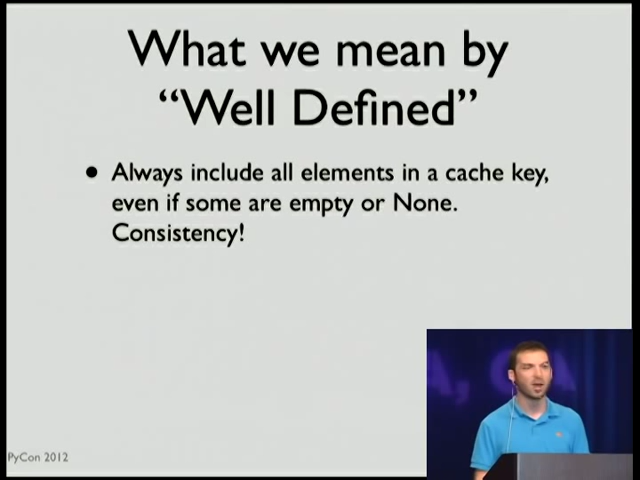 What we mean by
“Well Defined”
• Always include all elements in a cache key,
even if some are empty or None.
Consistency!
PyCon 2012